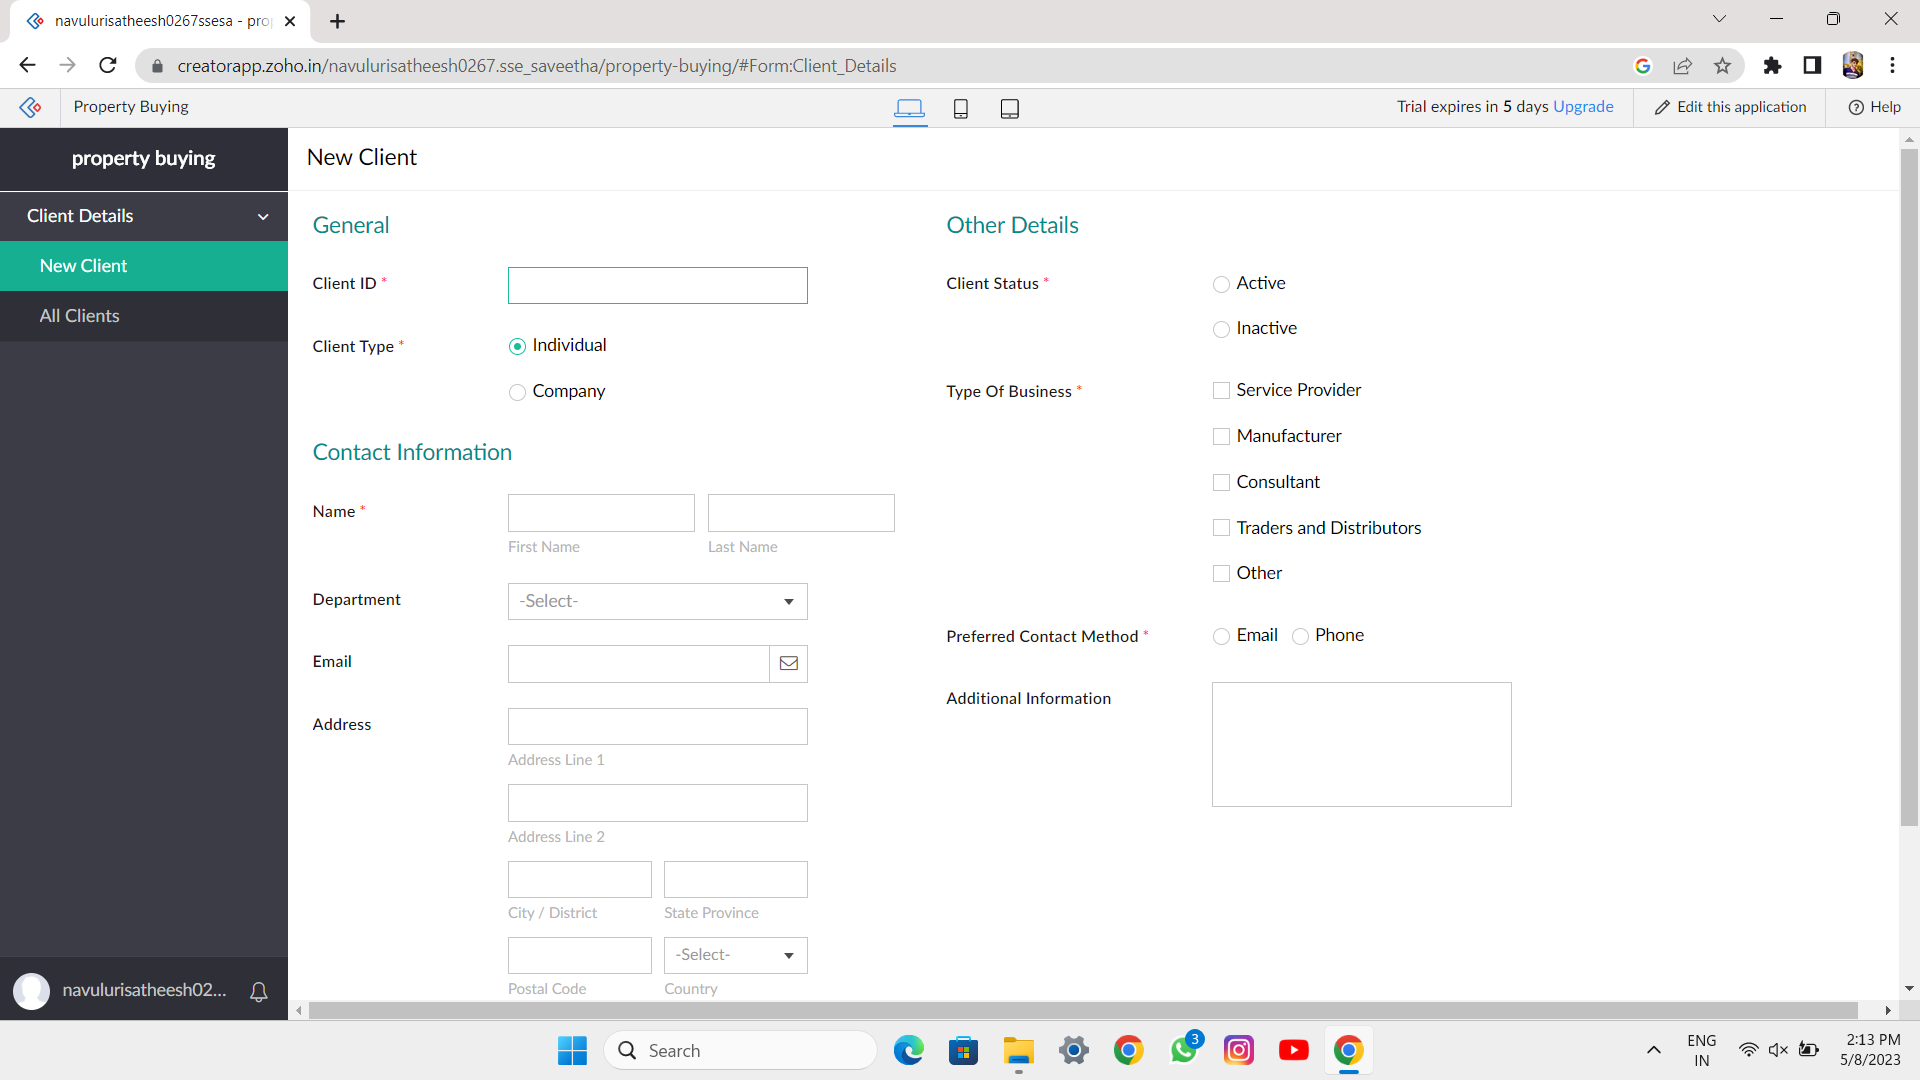 navulurisatheesh0267ssesa - pro
creatorapp.zoho.in/navulurisatheesh0267.sse_saveetha/property-buying/#Form:Client_Details
Property Buying
Trial expires in 5 days Upgrade
Edit this application
Help
property buying
Client Details
New Client
All Clients
navulurisatheesh02...
New Client
General
Client ID *
Client Type *
Individual
Company
Contact Information
Name *
First Name
Last Name
Department
-Select-
Email
Address
Address Line 1
Address Line 2
City / District
State Province
-Select-
Postal Code
Country
Other Details
Client Status *
Active
Inactive
Type Of Business *
Service Provider
Manufacturer
Consultant
Traders and Distributors
Other
Preferred Contact Method *
Email
Phone
Additional Information
Search
3
ENG
IN
2:13 PM
5/8/2023